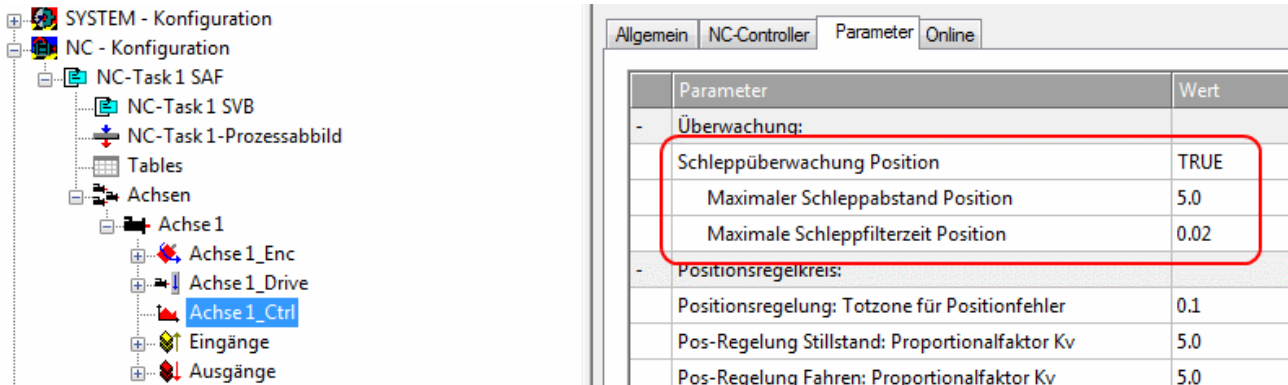 SYSTEM - Konfiguration
NC - Konfiguration
NC-Task 1 SAF
NC-Task 1 SVB
NC-Task 1-Prozessabbild
Tables
Achsen
Achse 1
Achse 1_Enc
Achse 1_Drive
Achse 1_Ctrl
Eingänge
Ausgänge
Allgemein NC-Controller Parameter Online
Parameter Wert
- Überwachung:
Schleppüberwachung Position TRUE
Maximaler Schleppabstand Position 5.0
Maximale Schleppfilterzeit Position 0.02
- Positionsregelkreis:
Positionsregelung: Totzone für Positionfehler 0.1
Pos-Regelung Stillstand: Proportionalfaktor Kv 5.0
Pos-Regelung Fahren: Proportionalfaktor Kv 5.0